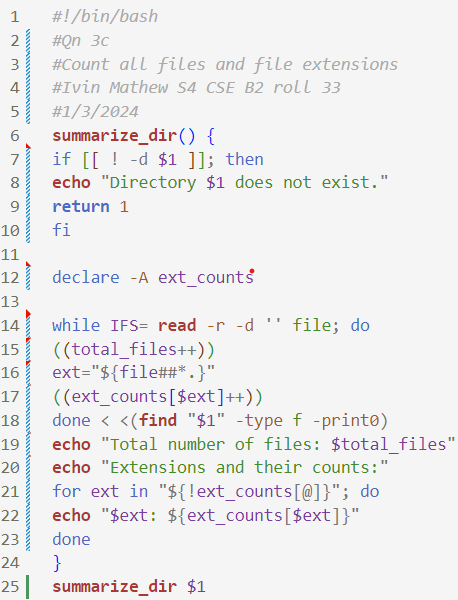 1 #!/bin/bash
2 #Qn 3c
3 #Count all files and file extensions
4 #Ivin Mathew S4 CSE B2 roll 33
5 #1/3/2024
6 summarize_dir() {
7 if [[ ! -d $1 ]]; then
8 echo "Directory $1 does not exist."
9 return 1
10 fi
11
12 declare -A ext_counts
13
14 while IFS= read -r -d '' file; do
15 ((total_files++))
16 ext="${file##*.}"
17 ((ext_counts[$ext]++))
18 done < <(find "$1" -type f -print0)
19 echo "Total number of files: $total_files"
20 echo "Extensions and their counts:"
21 for ext in "${!ext_counts[@]}"; do
22 echo "$ext: ${ext_counts[$ext]}"
23 done
24 }
25 summarize_dir $1